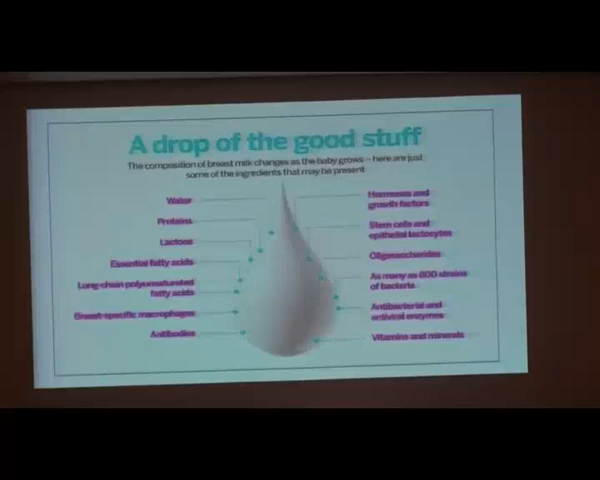 A drop of the good stuff
The composition of breast milk changes as the baby grows – here are just
some of the ingredients that may be present
Water
Proteins
Lactose
Essential fatty acids
Long-chain polyunsaturated
fatty acids
Breast-specific macrophages
Antibodies
Hormones and
growth factors
Stem cells and
epithelial lactocytes
Oligosaccharides
As many as 600 strains
of bacteria
Antibacterial and
antiviral enzymes
Vitamins and minerals